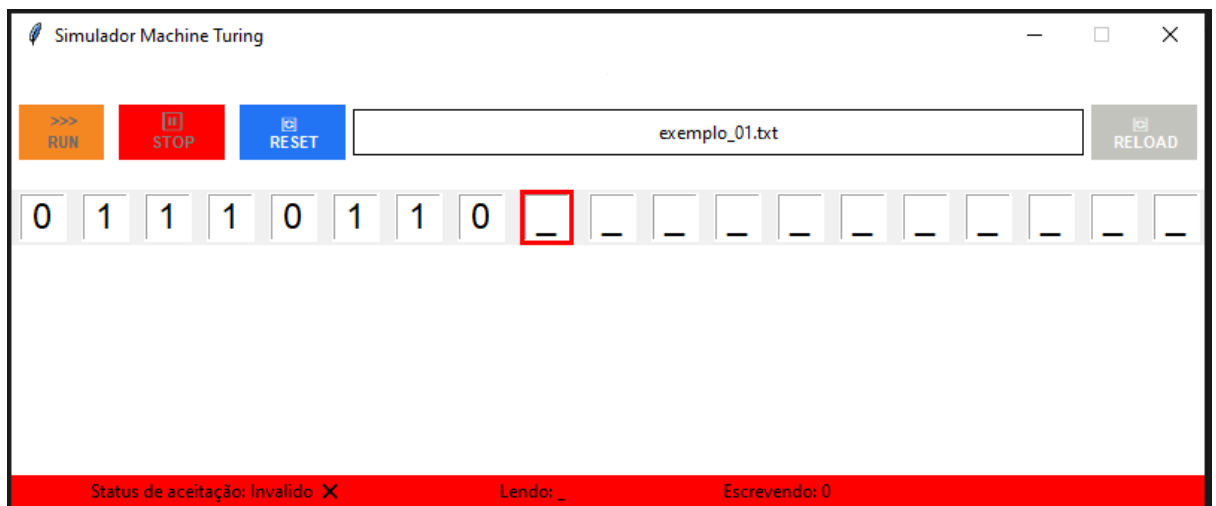 Simulador Machine Turing
>>>
RUN
STOP
RESET
exemplo_01.txt
RELOAD
0 1 1 1 0 1 1 0 _ _ _ _ _ _ _ _ _ _ _
Status de aceitação: Invalido ✕ Lendo: _ Escrevendo: 0